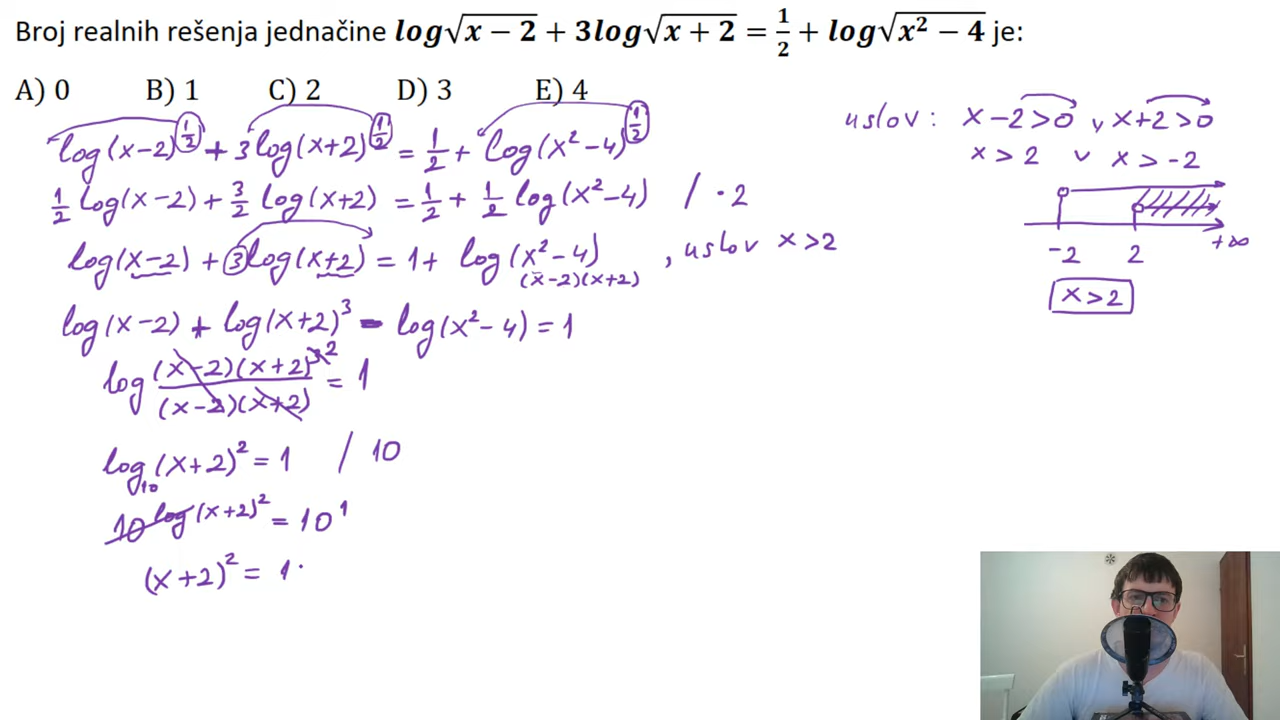 Broj realnih rešenja jednačine log√(x − 2) + 3log√(x + 2) = 1/2 + log√(x² − 4) je:
A) 0 B) 1 C) 2 D) 3 E) 4
log(x−2)^(1/2) + 3log(x+2)^(1/2) = 1/2 + log(x²−4)^(1/2)
1/2 log(x−2) + 3/2 log(x+2) = 1/2 + 1/2 log(x²−4) / ·2
log(x−2) + 3log(x+2) = 1+ log(x²−4) , uslov x>2
(x−2)(x+2)
log(x−2) + log(x+2)³ − log(x²−4) = 1
log (x−2)(x+2)³ ² / (x−2)(x+2) = 1
log₁₀(x+2)² = 1 / 10
10^log(x+2)² = 10¹
(x+2)² = 1
uslov: x−2>0 v x+2>0
x>2 v x>−2
−2 2 +∞
x>2